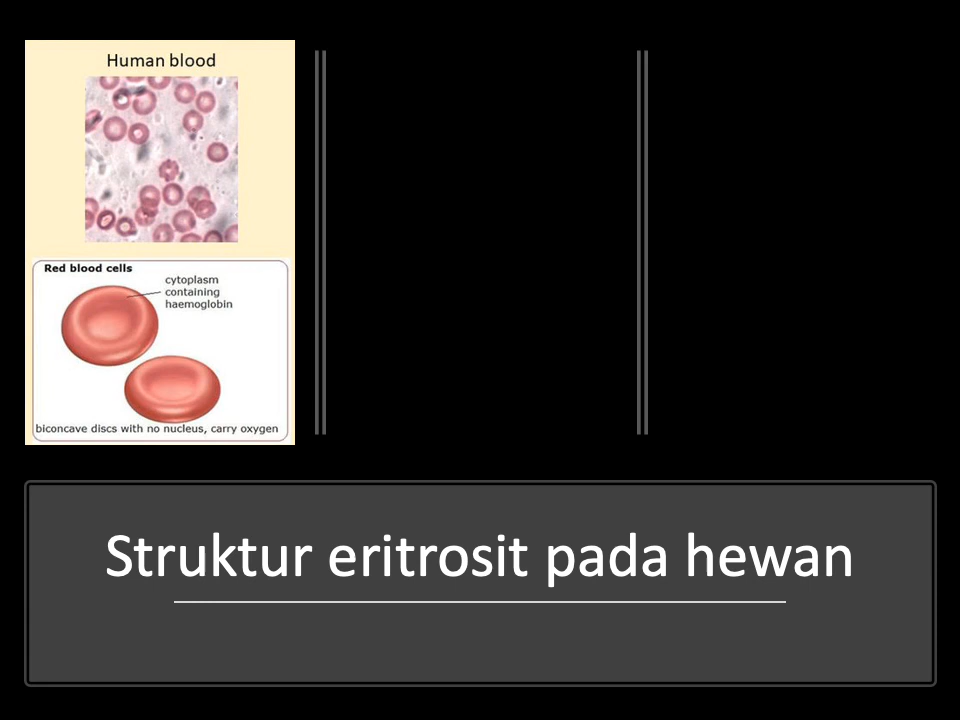 Human blood
Red blood cells
cytoplasm
containing
haemoglobin
biconcave discs with no nucleus, carry oxygen
Struktur eritrosit pada hewan